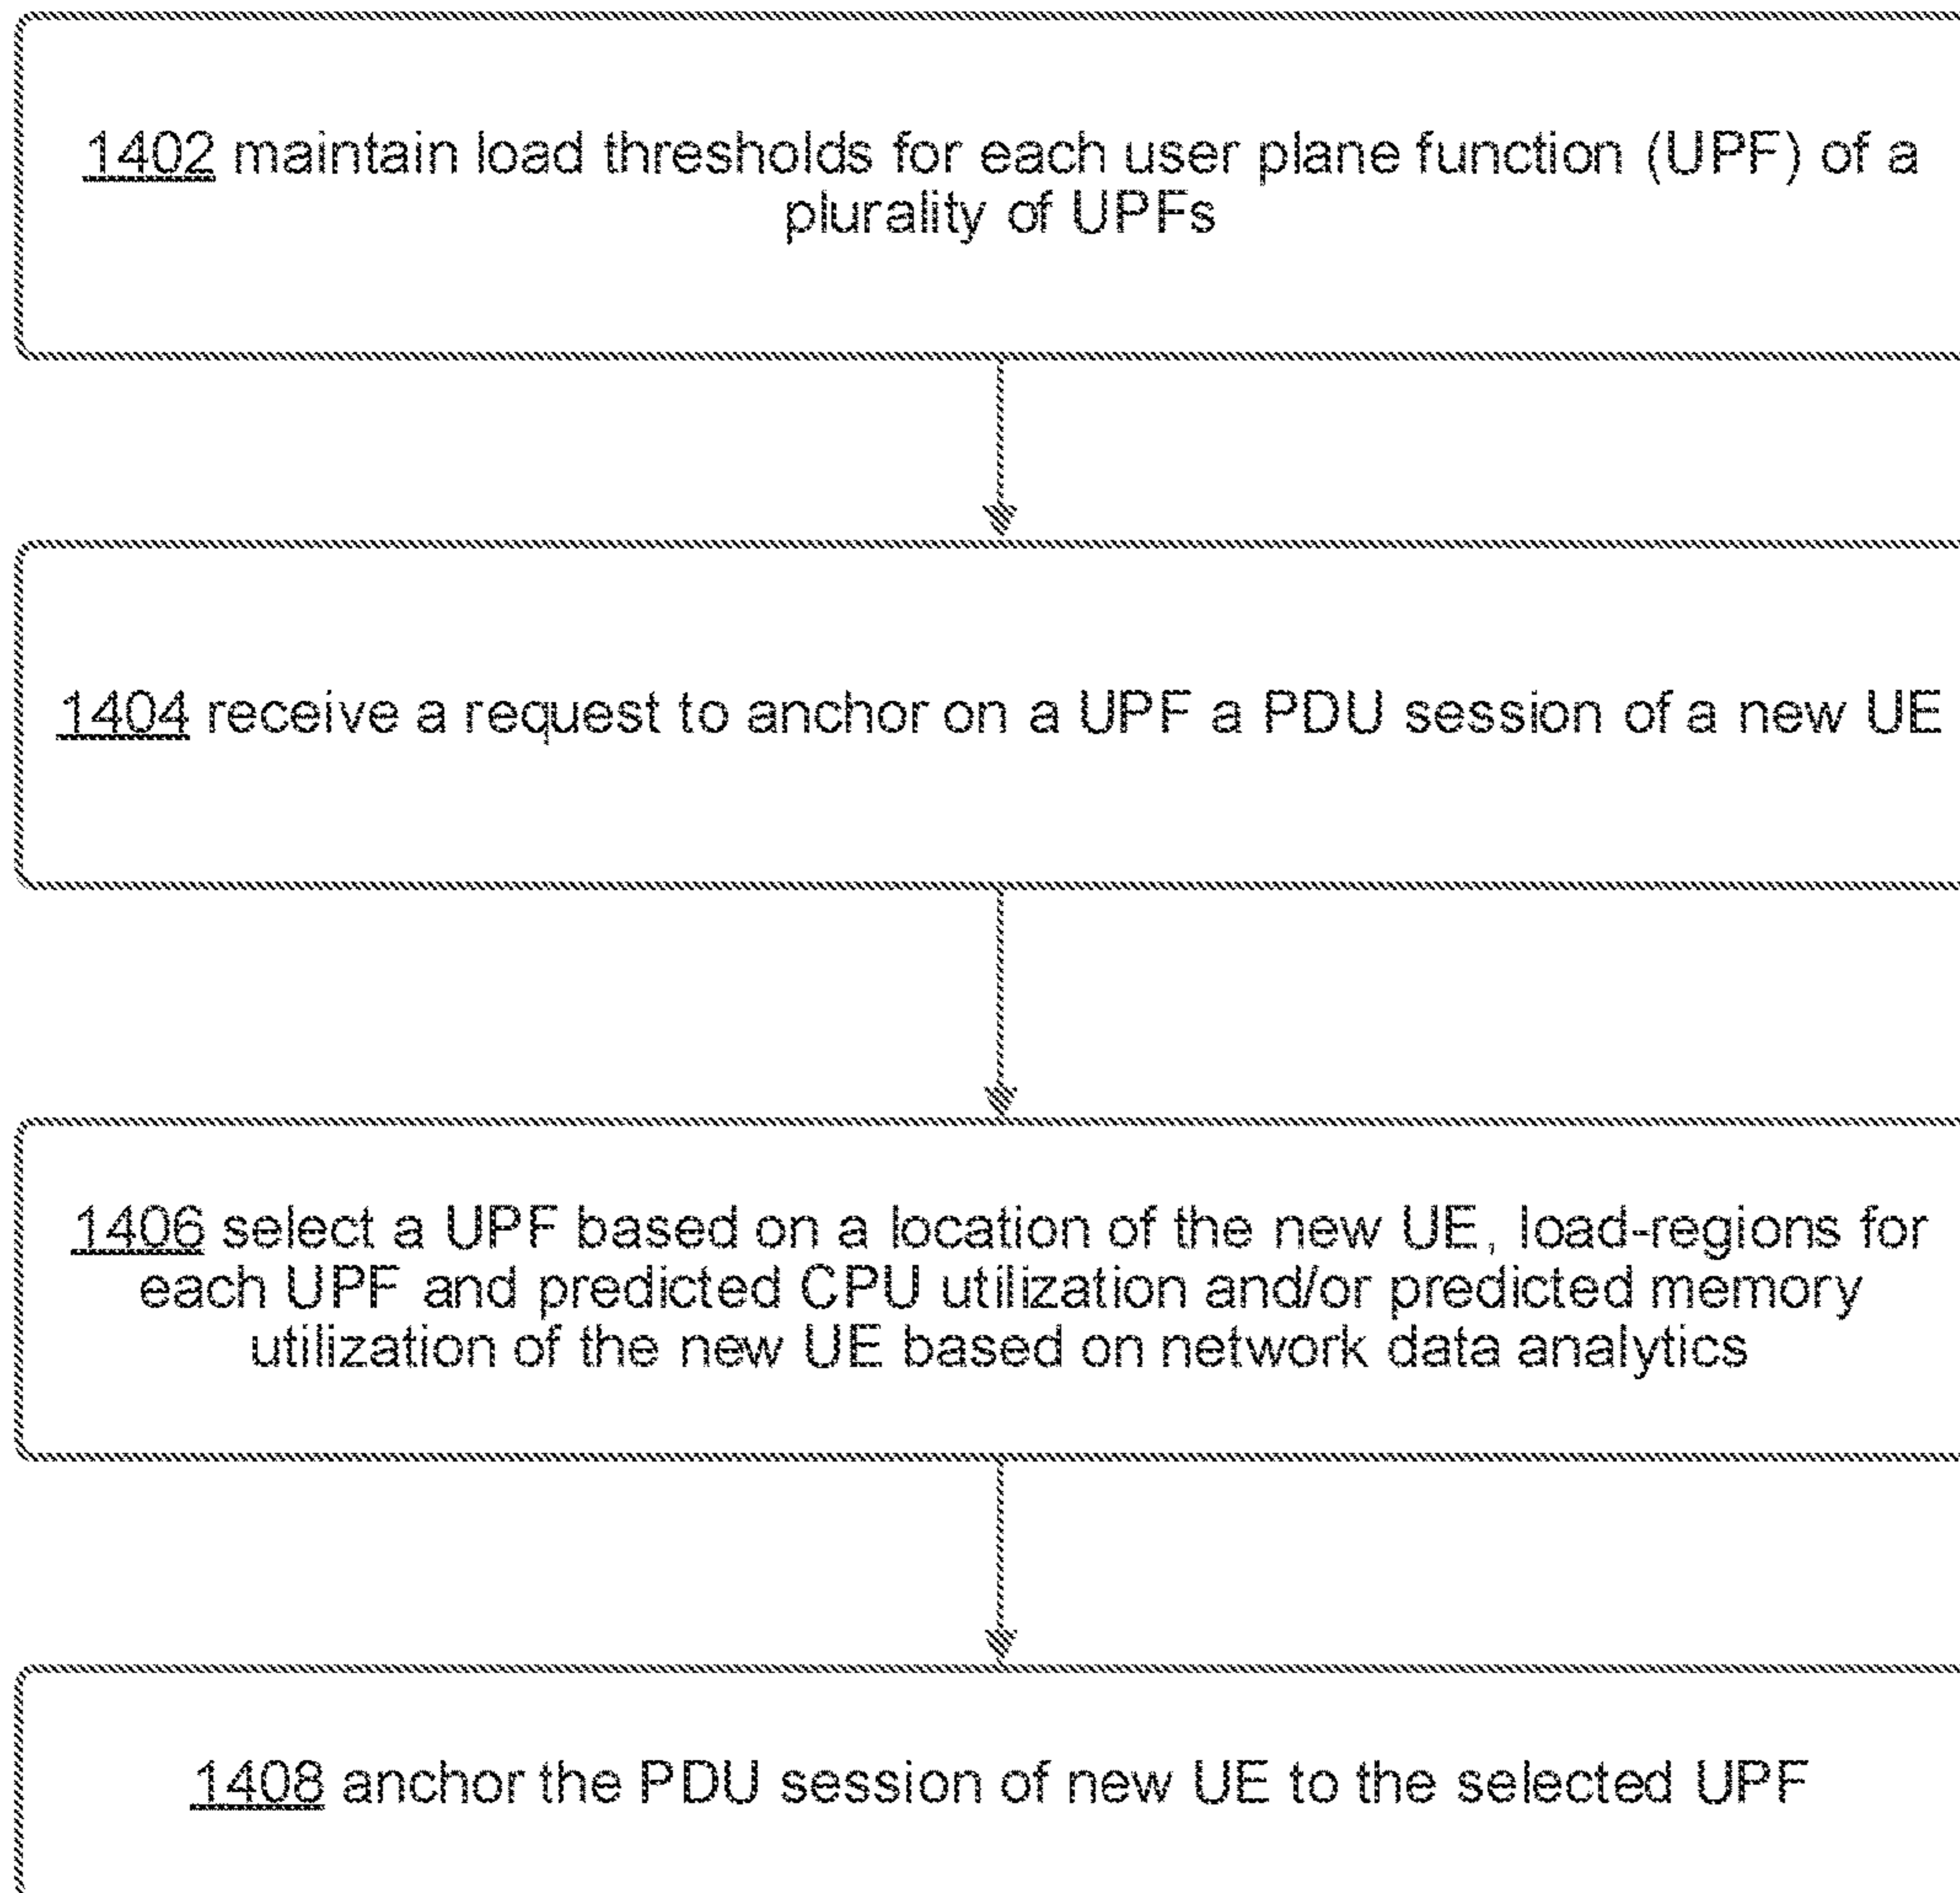 1402 maintain load thresholds for each user plane function (UPF) of a
plurality of UPFs
1404 receive a request to anchor on a UPF a PDU session of a new UE
1406 select a UPF based on a location of the new UE, load-regions for
each UPF and predicted CPU utilization and/or predicted memory
utilization of the new UE based on network data analytics
1408 anchor the PDU session of new UE to the selected UPF